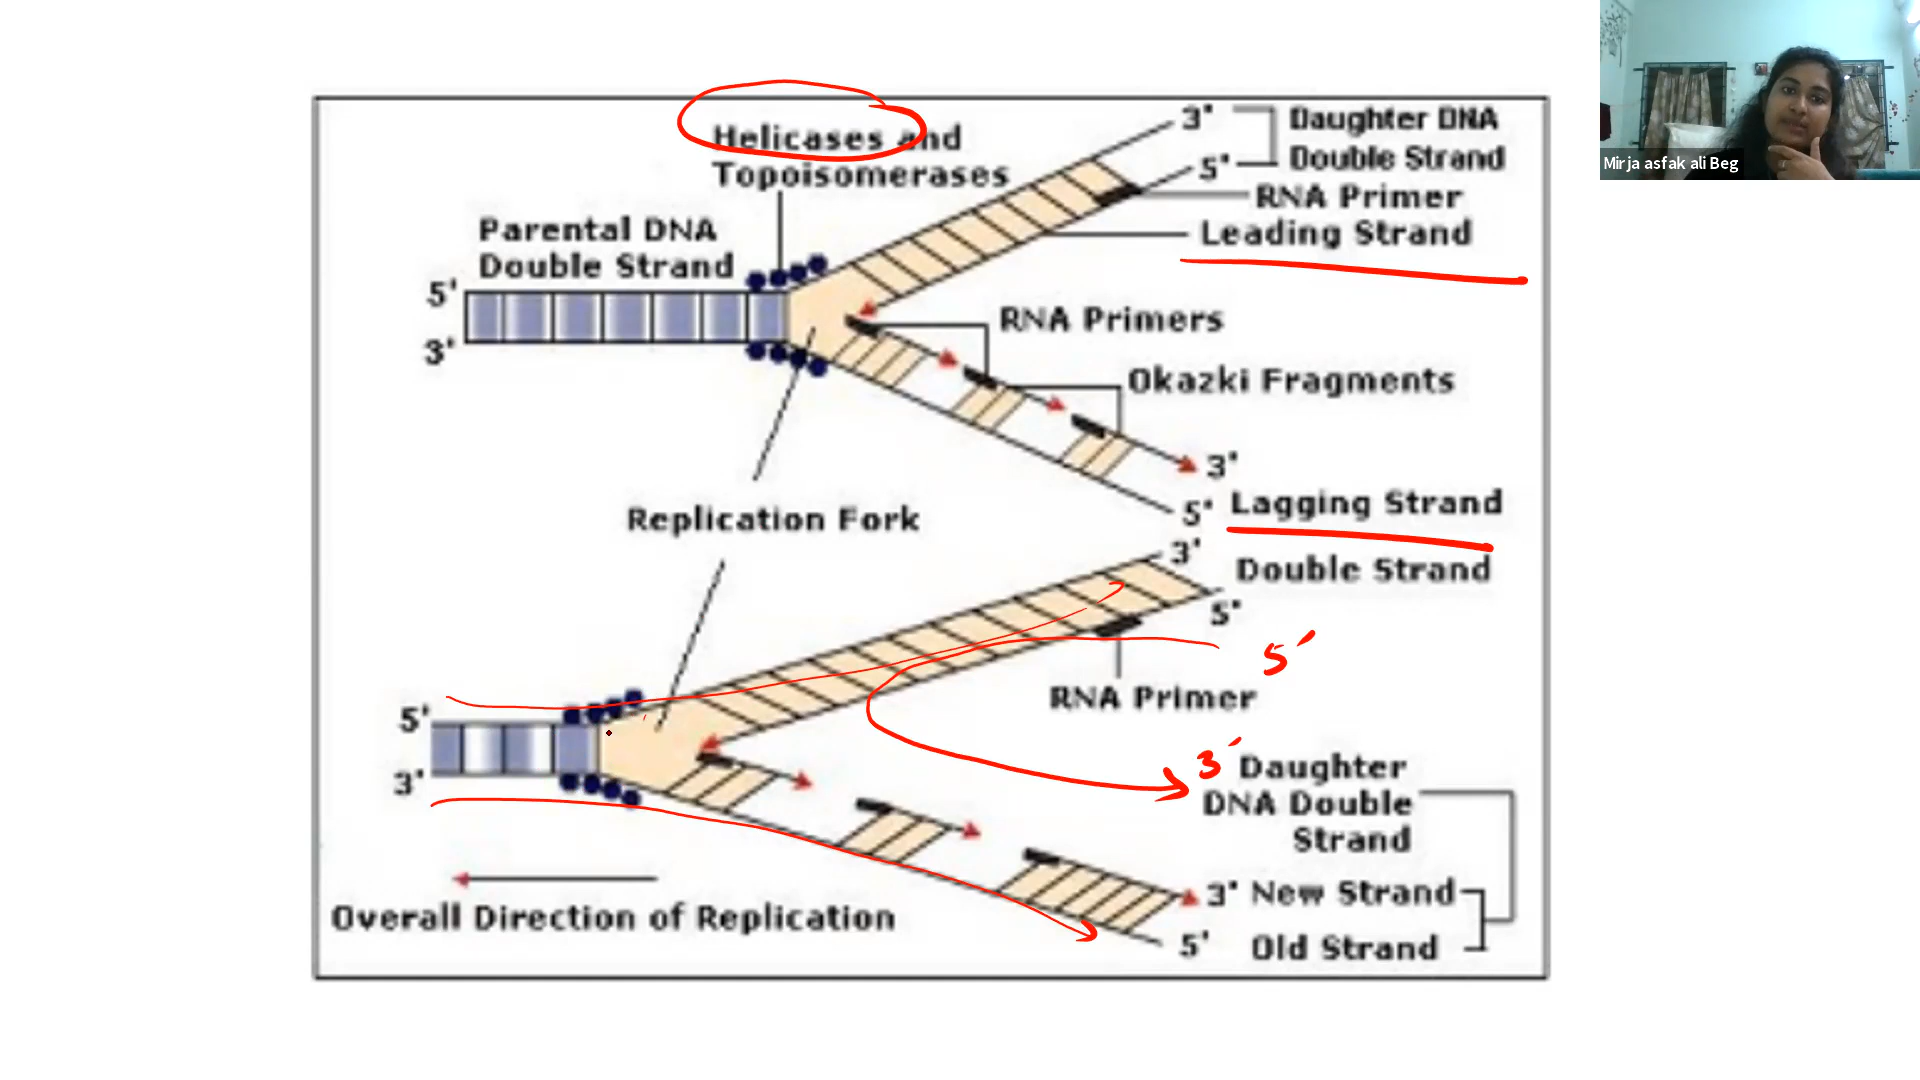 Helicases and
Topoisomerases
Parental DNA
Double Strand
5'
3'
3'
5'
Daughter DNA
Double Strand
RNA Primer
Leading Strand
RNA Primers
Okazki Fragments
3'
5'
Lagging Strand
Replication Fork
3'
Double Strand
5'
5'
RNA Primer
5'
3'
3'
Daughter
DNA Double
Strand
3' New Strand
5' Old Strand
Overall Direction of Replication
Mirja asfak ali Beg